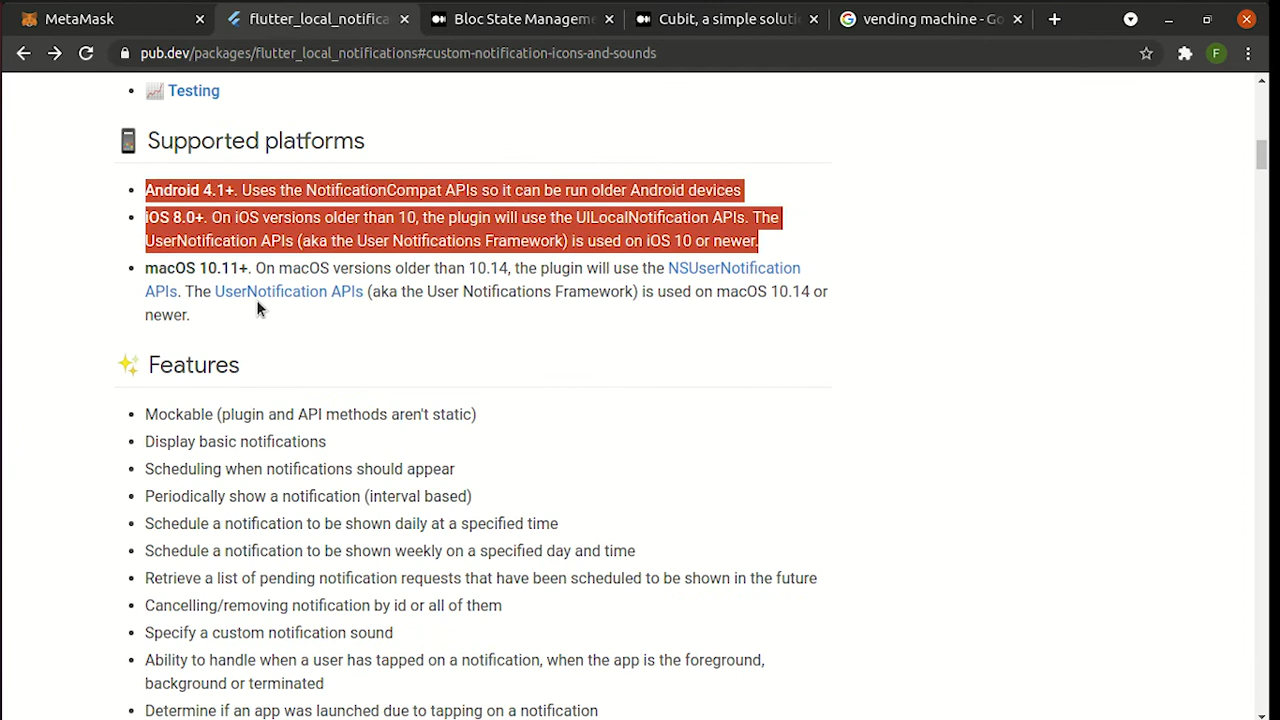 MetaMask
flutter_local_notifica
Bloc State Managem
Cubit, a simple soluti
vending machine - Go
pub.dev/packages/flutter_local_notifications#custom-notification-icons-and-sounds
F
Testing
Supported platforms
Android 4.1+. Uses the NotificationCompat APIs so it can be run older Android devices
iOS 8.0+. On iOS versions older than 10, the plugin will use the UILocalNotification APIs. The
UserNotification APIs (aka the User Notifications Framework) is used on iOS 10 or newer.
macOS 10.11+. On macOS versions older than 10.14, the plugin will use the NSUserNotification
APIs. The UserNotification APIs (aka the User Notifications Framework) is used on macOS 10.14 or
newer.
Features
Mockable (plugin and API methods aren't static)
Display basic notifications
Scheduling when notifications should appear
Periodically show a notification (interval based)
Schedule a notification to be shown daily at a specified time
Schedule a notification to be shown weekly on a specified day and time
Retrieve a list of pending notification requests that have been scheduled to be shown in the future
Cancelling/removing notification by id or all of them
Specify a custom notification sound
Ability to handle when a user has tapped on a notification, when the app is the foreground,
background or terminated
Determine if an app was launched due to tapping on a notification